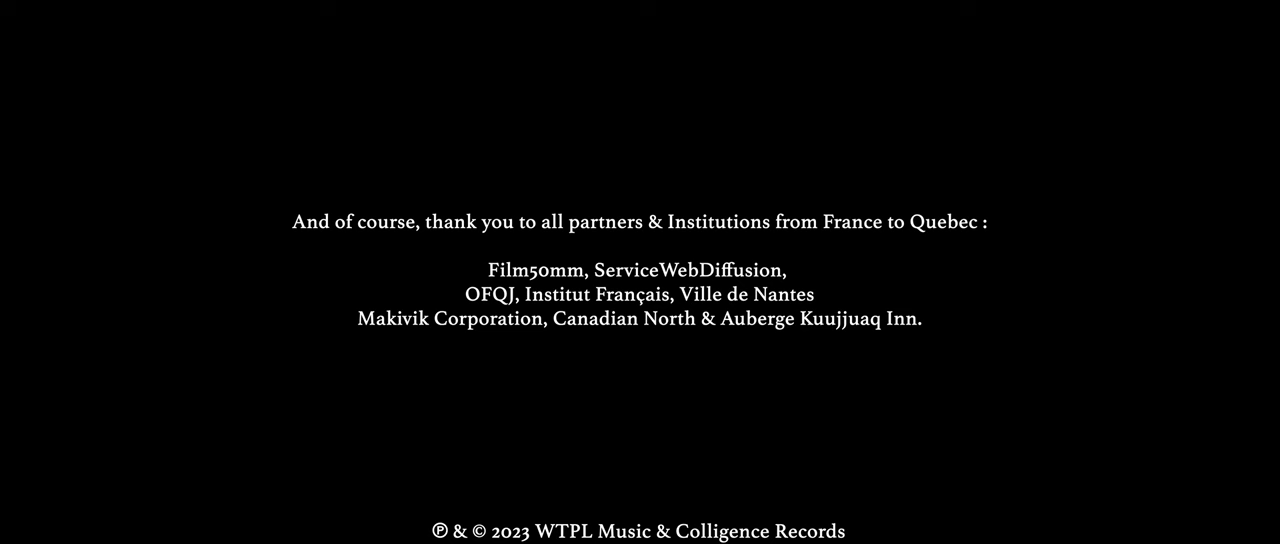 And of course, thank you to all partners & Institutions from France to Quebec :
Film50mm, ServiceWebDiffusion,
OFQJ, Institut Français, Ville de Nantes
Makivik Corporation, Canadian North & Auberge Kuujjuaq Inn.
℗ & © 2023 WTPL Music & Colligence Records